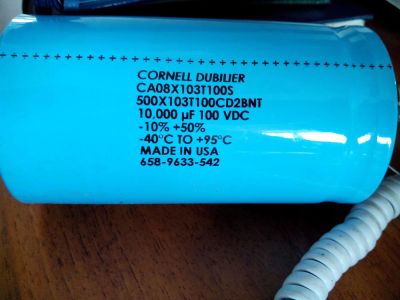 CORNELL DUBILIER
CA08X103T100S
500X103T100CD2BNT
10,000 µF 100 VDC
-10% +50%
-40°C TO +95°C
MADE IN USA
658-9633-542